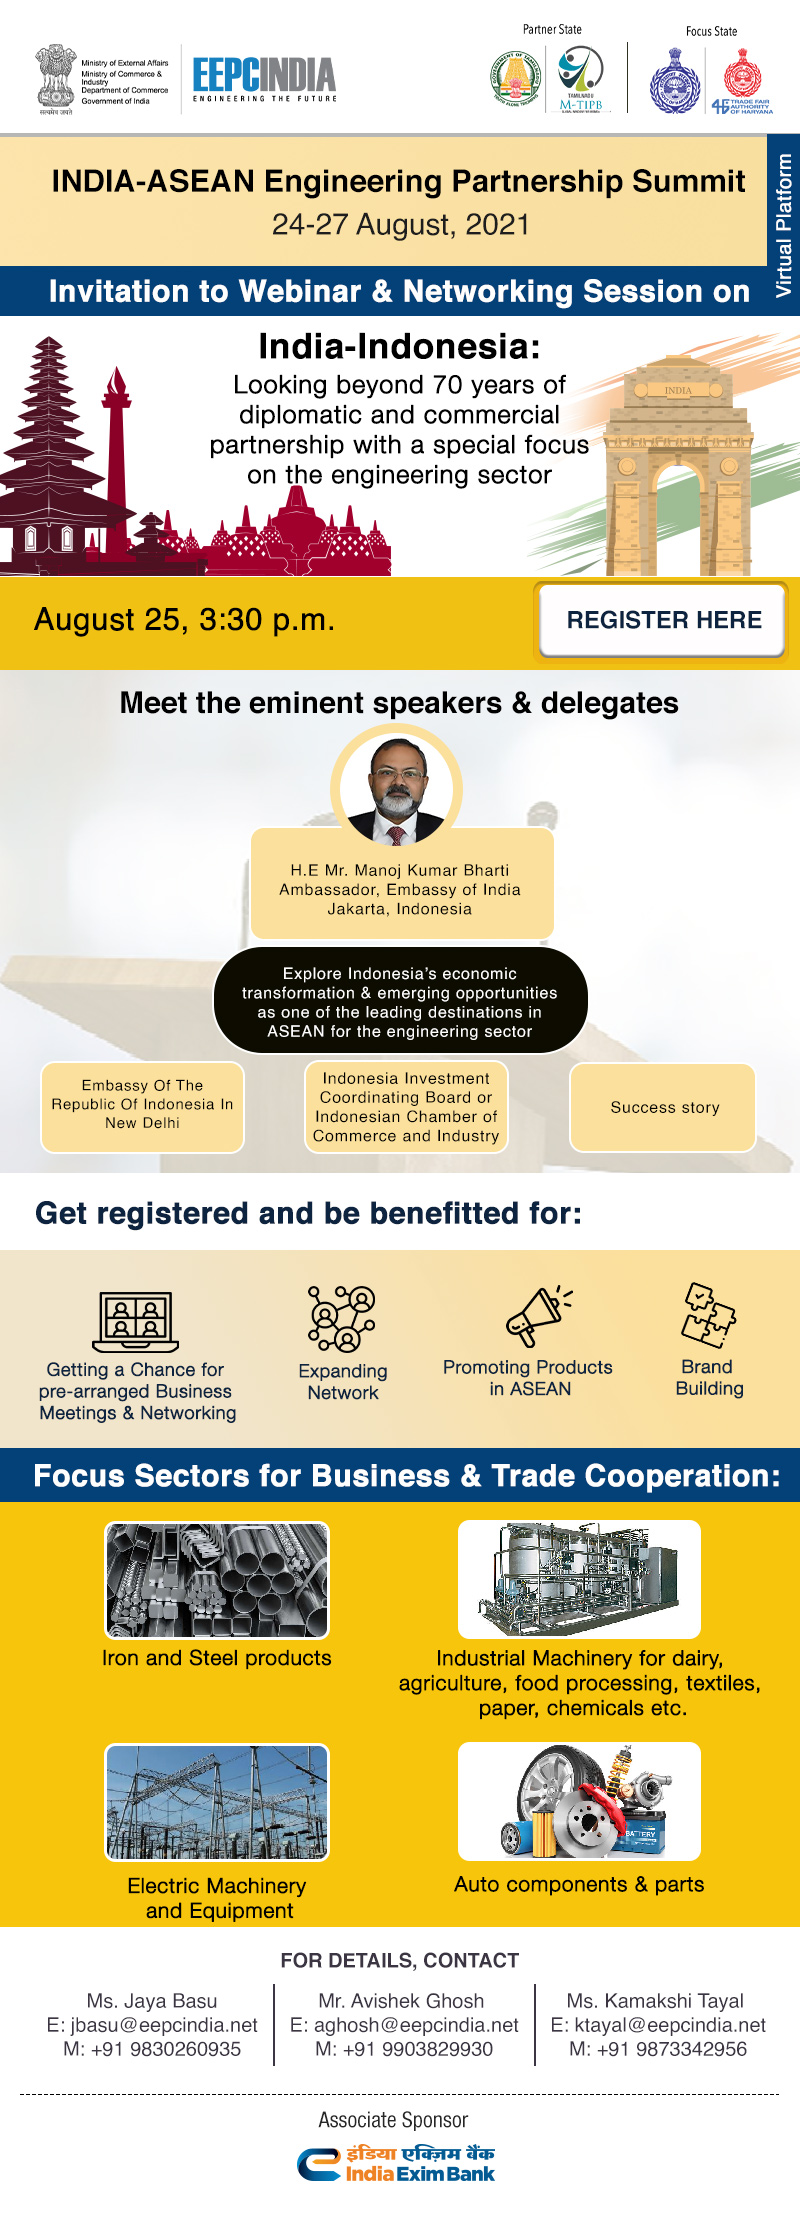 Partner State
Focus State
Ministry of External Affairs
Ministry of Commerce &
Industry
Department of Commerce
Government of India
सत्यमेव जयते
EEPCINDIA
ENGINEERING THE FUTURE
TAMILNADU
M-TIPB
TRADE FAIR
AUTHORITY
OF HARYANA
INDIA-ASEAN Engineering Partnership Summit
24-27 August, 2021
Virtual Platform
Invitation to Webinar & Networking Session on
India-Indonesia:
Looking beyond 70 years of
diplomatic and commercial
partnership with a special focus
on the engineering sector
INDIA
August 25, 3:30 p.m.
REGISTER HERE
Meet the eminent speakers & delegates
H.E Mr. Manoj Kumar Bharti
Ambassador, Embassy of India
Jakarta, Indonesia
Explore Indonesia's economic
transformation & emerging opportunities
as one of the leading destinations in
ASEAN for the engineering sector
Embassy Of The
Republic Of Indonesia In
New Delhi
Indonesia Investment
Coordinating Board or
Indonesian Chamber of
Commerce and Industry
Success story
Get registered and be benefitted for:
Getting a Chance for
pre-arranged Business
Meetings & Networking
Expanding
Network
Promoting Products
in ASEAN
Brand
Building
Focus Sectors for Business & Trade Cooperation:
Iron and Steel products
Industrial Machinery for dairy,
agriculture, food processing, textiles,
paper, chemicals etc.
BATTERY
Electric Machinery
and Equipment
Auto components & parts
FOR DETAILS, CONTACT
Ms. Jaya Basu
E: jbasu@eepcindia.net
M: +91 9830260935
Mr. Avishek Ghosh
E: aghosh@eepcindia.net
M: +91 9903829930
Ms. Kamakshi Tayal
E: ktayal@eepcindia.net
M: +91 9873342956
Associate Sponsor
इंडिया एक्ज़िम बैंक
India Exim Bank